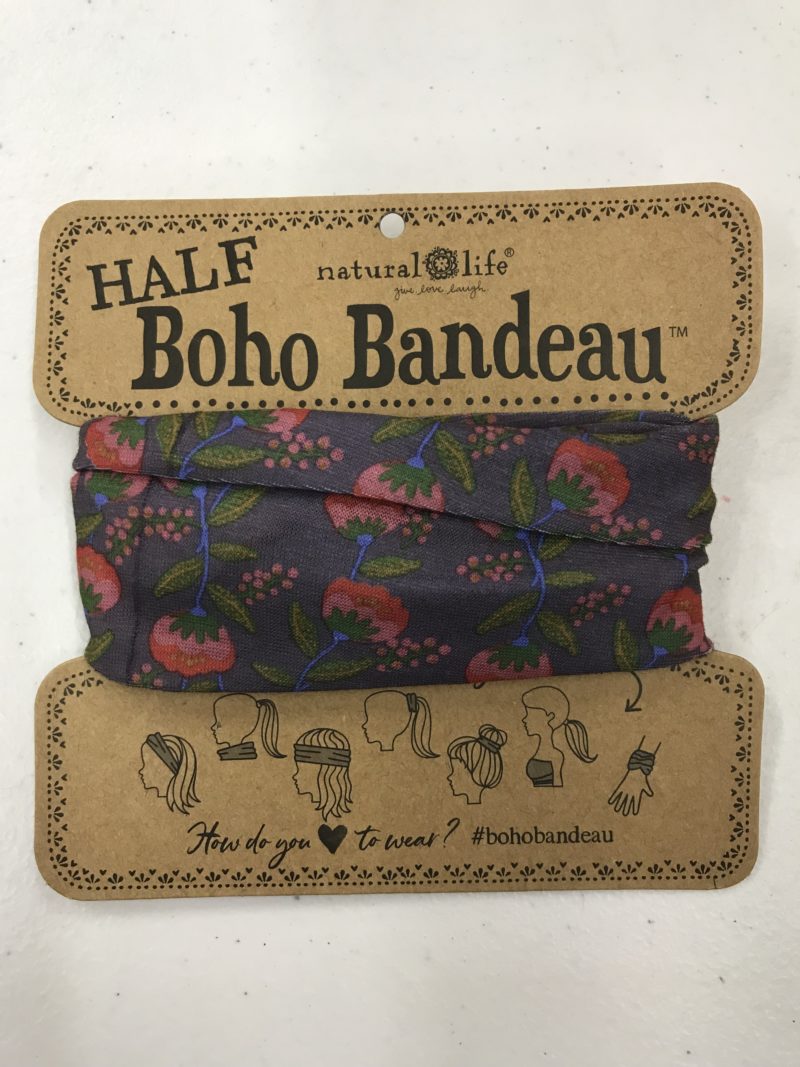 HALF
natural life®
give love laugh
Boho Bandeau™
How do you ♥ to wear? #bohobandeau